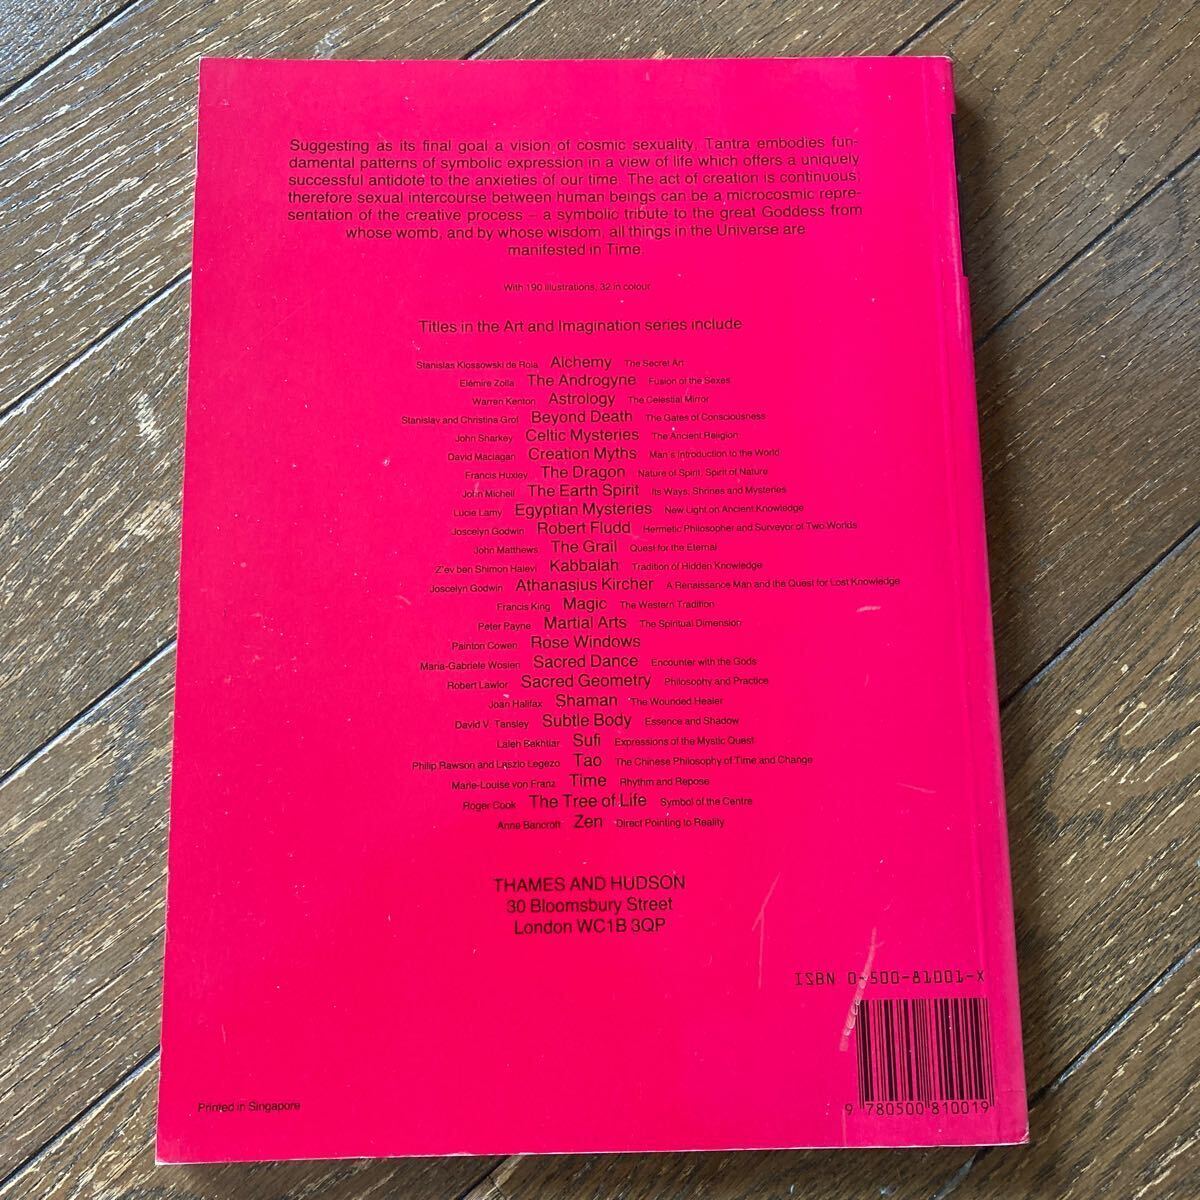 Suggesting as its final goal a vision of cosmic sexuality, Tantra embodies fun-
damental patterns of symbolic expression in a view of life which offers a uniquely
successful antidote to the anxieties of our time. The act of creation is continuous;
therefore sexual intercourse between human beings can be a microcosmic repre-
sentation of the creative process – a symbolic tribute to the great Goddess from
whose womb, and by whose wisdom, all things in the Universe are
manifested in Time.
With 190 illustrations, 32 in colour
Titles in the Art and Imagination series include
Stanislas Klossowski de Rola Alchemy The Secret Art
Elémire Zolla The Androgyne Fusion of the Sexes
Warren Kenton Astrology The Celestial Mirror
Stanislav and Christina Grof Beyond Death The Gates of Consciousness
John Sharkey Celtic Mysteries The Ancient Religion
David Maclagan Creation Myths Man's Introduction to the World
Francis Huxley The Dragon Nature of Spirit, Spirit of Nature
John Michell The Earth Spirit Its Ways, Shrines and Mysteries
Lucie Lamy Egyptian Mysteries New Light on Ancient Knowledge
Joscelyn Godwin Robert Fludd Hermetic Philosopher and Surveyor of Two Worlds
John Matthews The Grail Quest for the Eternal
Z'ev ben Shimon Halevi Kabbalah Tradition of Hidden Knowledge
Joscelyn Godwin Athanasius Kircher A Renaissance Man and the Quest for Lost Knowledge
Francis King Magic The Western Tradition
Peter Payne Martial Arts The Spiritual Dimension
Painton Cowen Rose Windows
Maria-Gabriele Wosien Sacred Dance Encounter with the Gods
Robert Lawlor Sacred Geometry Philosophy and Practice
Joan Halifax Shaman The Wounded Healer
David V. Tansley Subtle Body Essence and Shadow
Laleh Bakhtiar Sufi Expressions of the Mystic Quest
Philip Rawson and Laszlo Legeza Tao The Chinese Philosophy of Time and Change
Marie-Louise von Franz Time Rhythm and Repose
Roger Cook The Tree of Life Symbol of the Centre
Anne Bancroft Zen Direct Pointing to Reality
THAMES AND HUDSON
30 Bloomsbury Street
London WC1B 3QP
ISBN 0-500-81001-X
9 780500 810019
Printed in Singapore